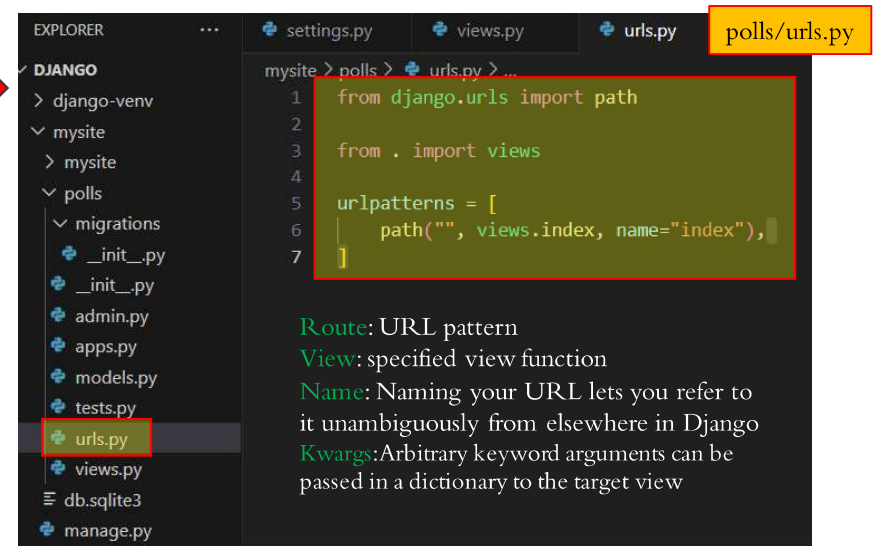 EXPLORER ...
settings.py views.py urls.py
polls/urls.py
DJANGO
django-venv
mysite
mysite
polls
migrations
__init__.py
__init__.py
admin.py
apps.py
models.py
tests.py
urls.py
views.py
db.sqlite3
manage.py
mysite > polls > urls.py > ...
1 from django.urls import path
2
3 from . import views
4
5 urlpatterns = [
6 path("", views.index, name="index"),
7 ]
Route: URL pattern
View: specified view function
Name: Naming your URL lets you refer to
it unambiguously from elsewhere in Django
Kwargs:Arbitrary keyword arguments can be
passed in a dictionary to the target view